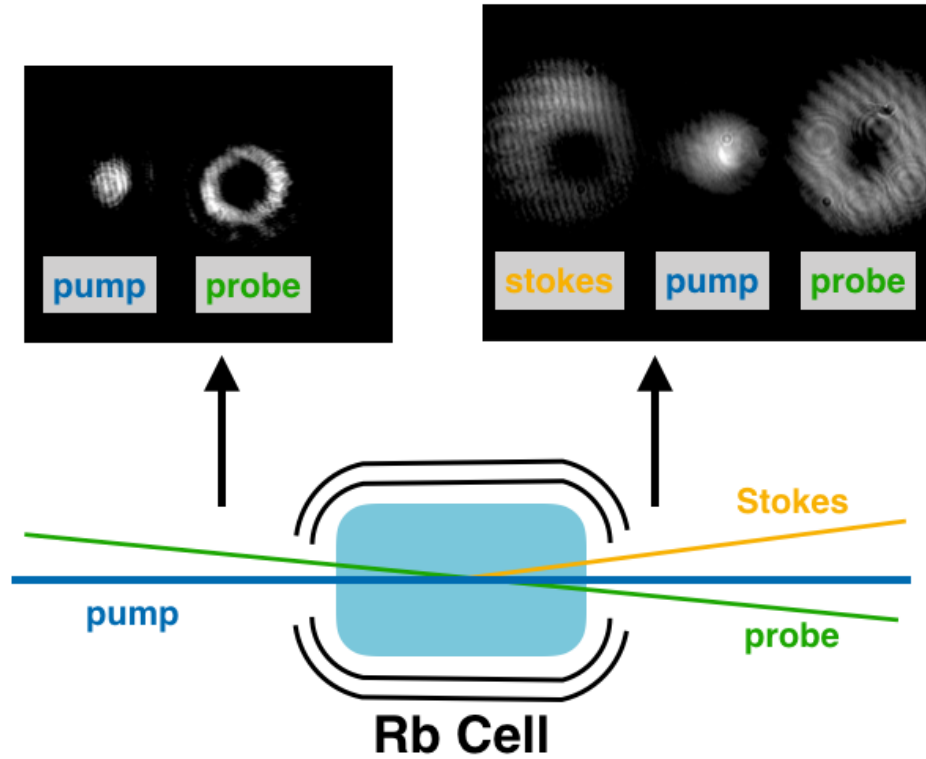 pump
probe
stokes
pump
probe
Stokes
pump
probe
Rb Cell